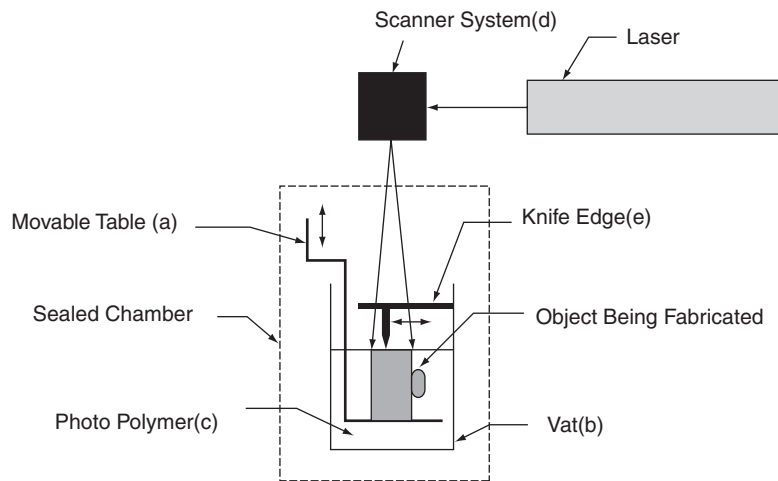 Scanner System(d)
Laser
Movable Table (a)
Knife Edge(e)
Sealed Chamber
Object Being Fabricated
Photo Polymer(c)
Vat(b)